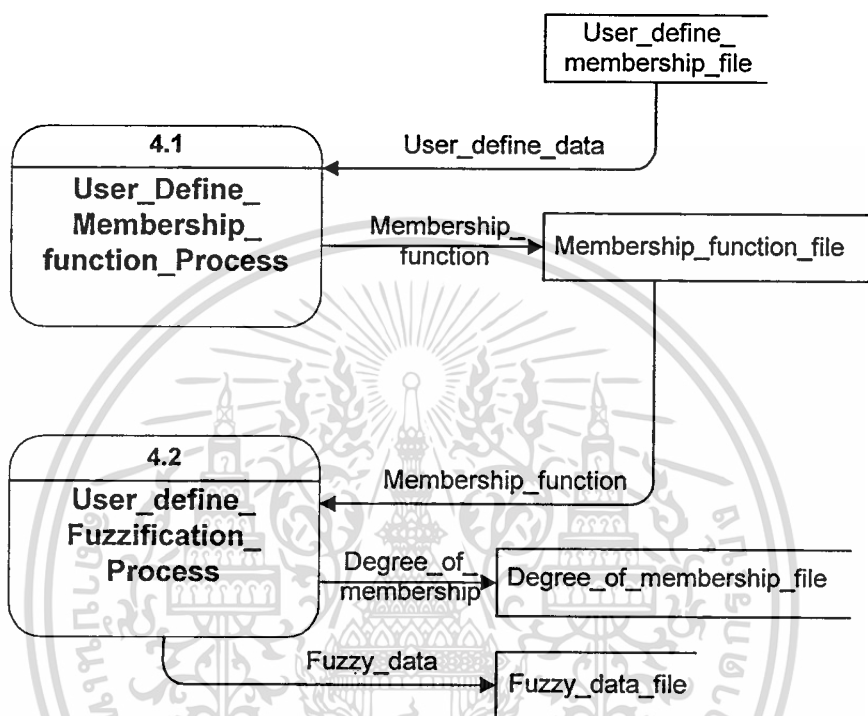 User_define_
membership_file
4.1
User_define_data
User_Define_
Membership_
function_Process
Membership_
function
Membership_function_file
4.2
Membership_function
User_define_
Fuzzification_
Process
Degree_of_
membership
Degree_of_membership_file
Fuzzy_data
Fuzzy_data_file